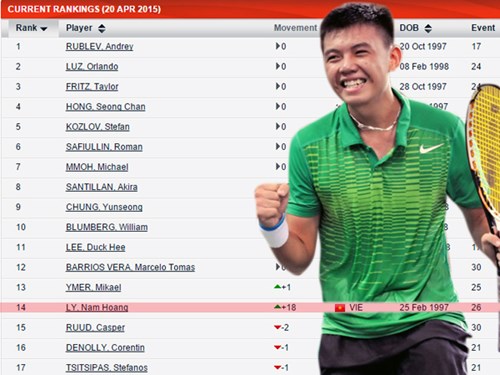 CURRENT RANKINGS (20 APR 2015)
Rank Player Movement DOB Event
1 RUBLEV, Andrey 0 20 Oct 1997 17
2 LUZ, Orlando 0 08 Feb 1998 24
3 FRITZ, Taylor 0 28 Oct 1997 24
4 HONG, Seong Chan 0 1997
5 KOZLOV, Stefan 0
6 SAFIULLIN, Roman 0
7 MMOH, Michael 0
8 SANTILLAN, Akira
9 CHUNG, Yunseong
10 BLUMBERG, William
11 LEE, Duck Hee
12 BARRIOS VERA, Marcelo Tomas 0
13 YMER, Mikael +1 21
14 LY, Nam Hoang +18 VIE 25 Feb 1997 26
15 RUUD, Casper -2 21
16 DENOLLY, Corentin -1 30
17 TSITSIPAS, Stefanos -1 17